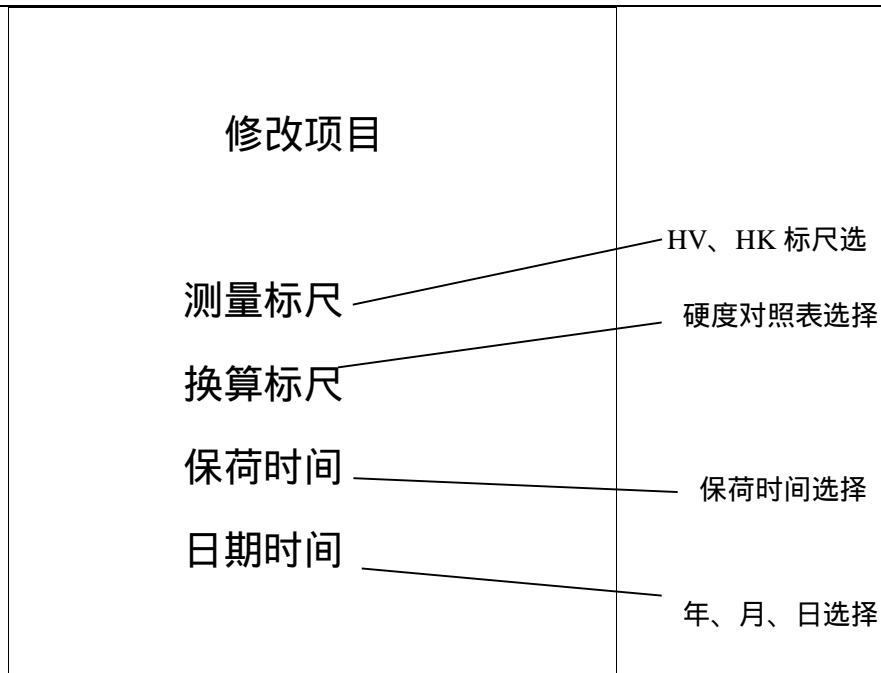 修改项目
HV、HK 标尺选
测量标尺
硬度对照表选择
换算标尺
保荷时间
保荷时间选择
日期时间
年、月、日选择